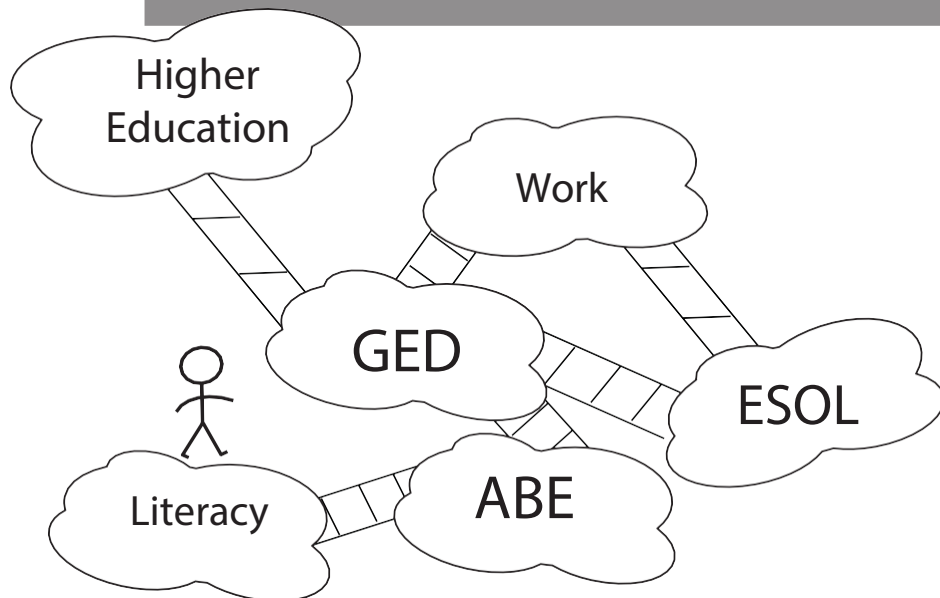 Higher
Education
Work
GED
ESOL
Literacy
ABE